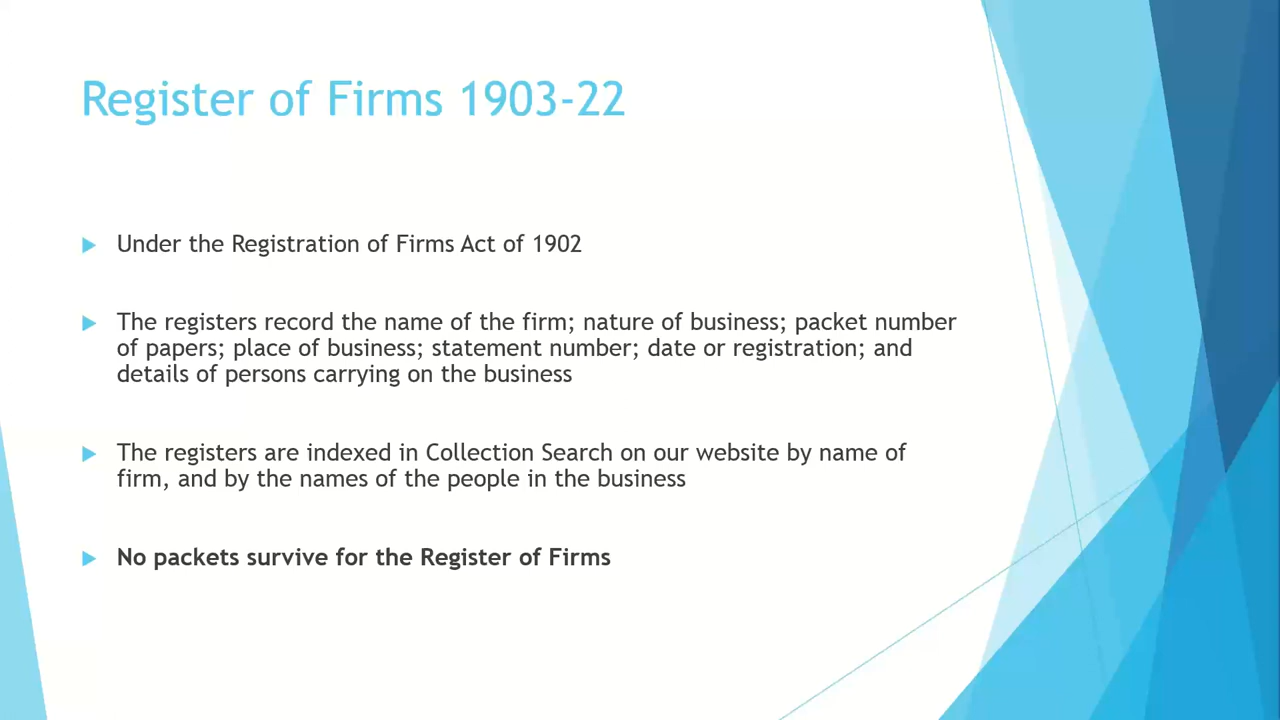 Register of Firms 1903-22
Under the Registration of Firms Act of 1902
The registers record the name of the firm; nature of business; packet number
of papers; place of business; statement number; date or registration; and
details of persons carrying on the business
The registers are indexed in Collection Search on our website by name of
firm, and by the names of the people in the business
No packets survive for the Register of Firms